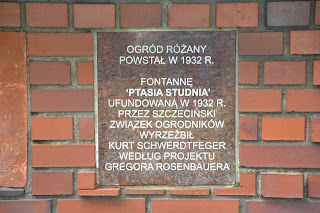 OGRÓD RÓŻANY
POWSTAŁ W 1932 R.
FONTANNĘ
'PTASIA STUDNIA'
UFUNDOWANĄ W 1932 R.
PRZEZ SZCZECIŃSKI
ZWIĄZEK OGRODNIKÓW
WYRZEŹBIŁ
KURT SCHWERDTFEGER
WEDŁUG PROJEKTU
GREGORA ROSENBAUERA